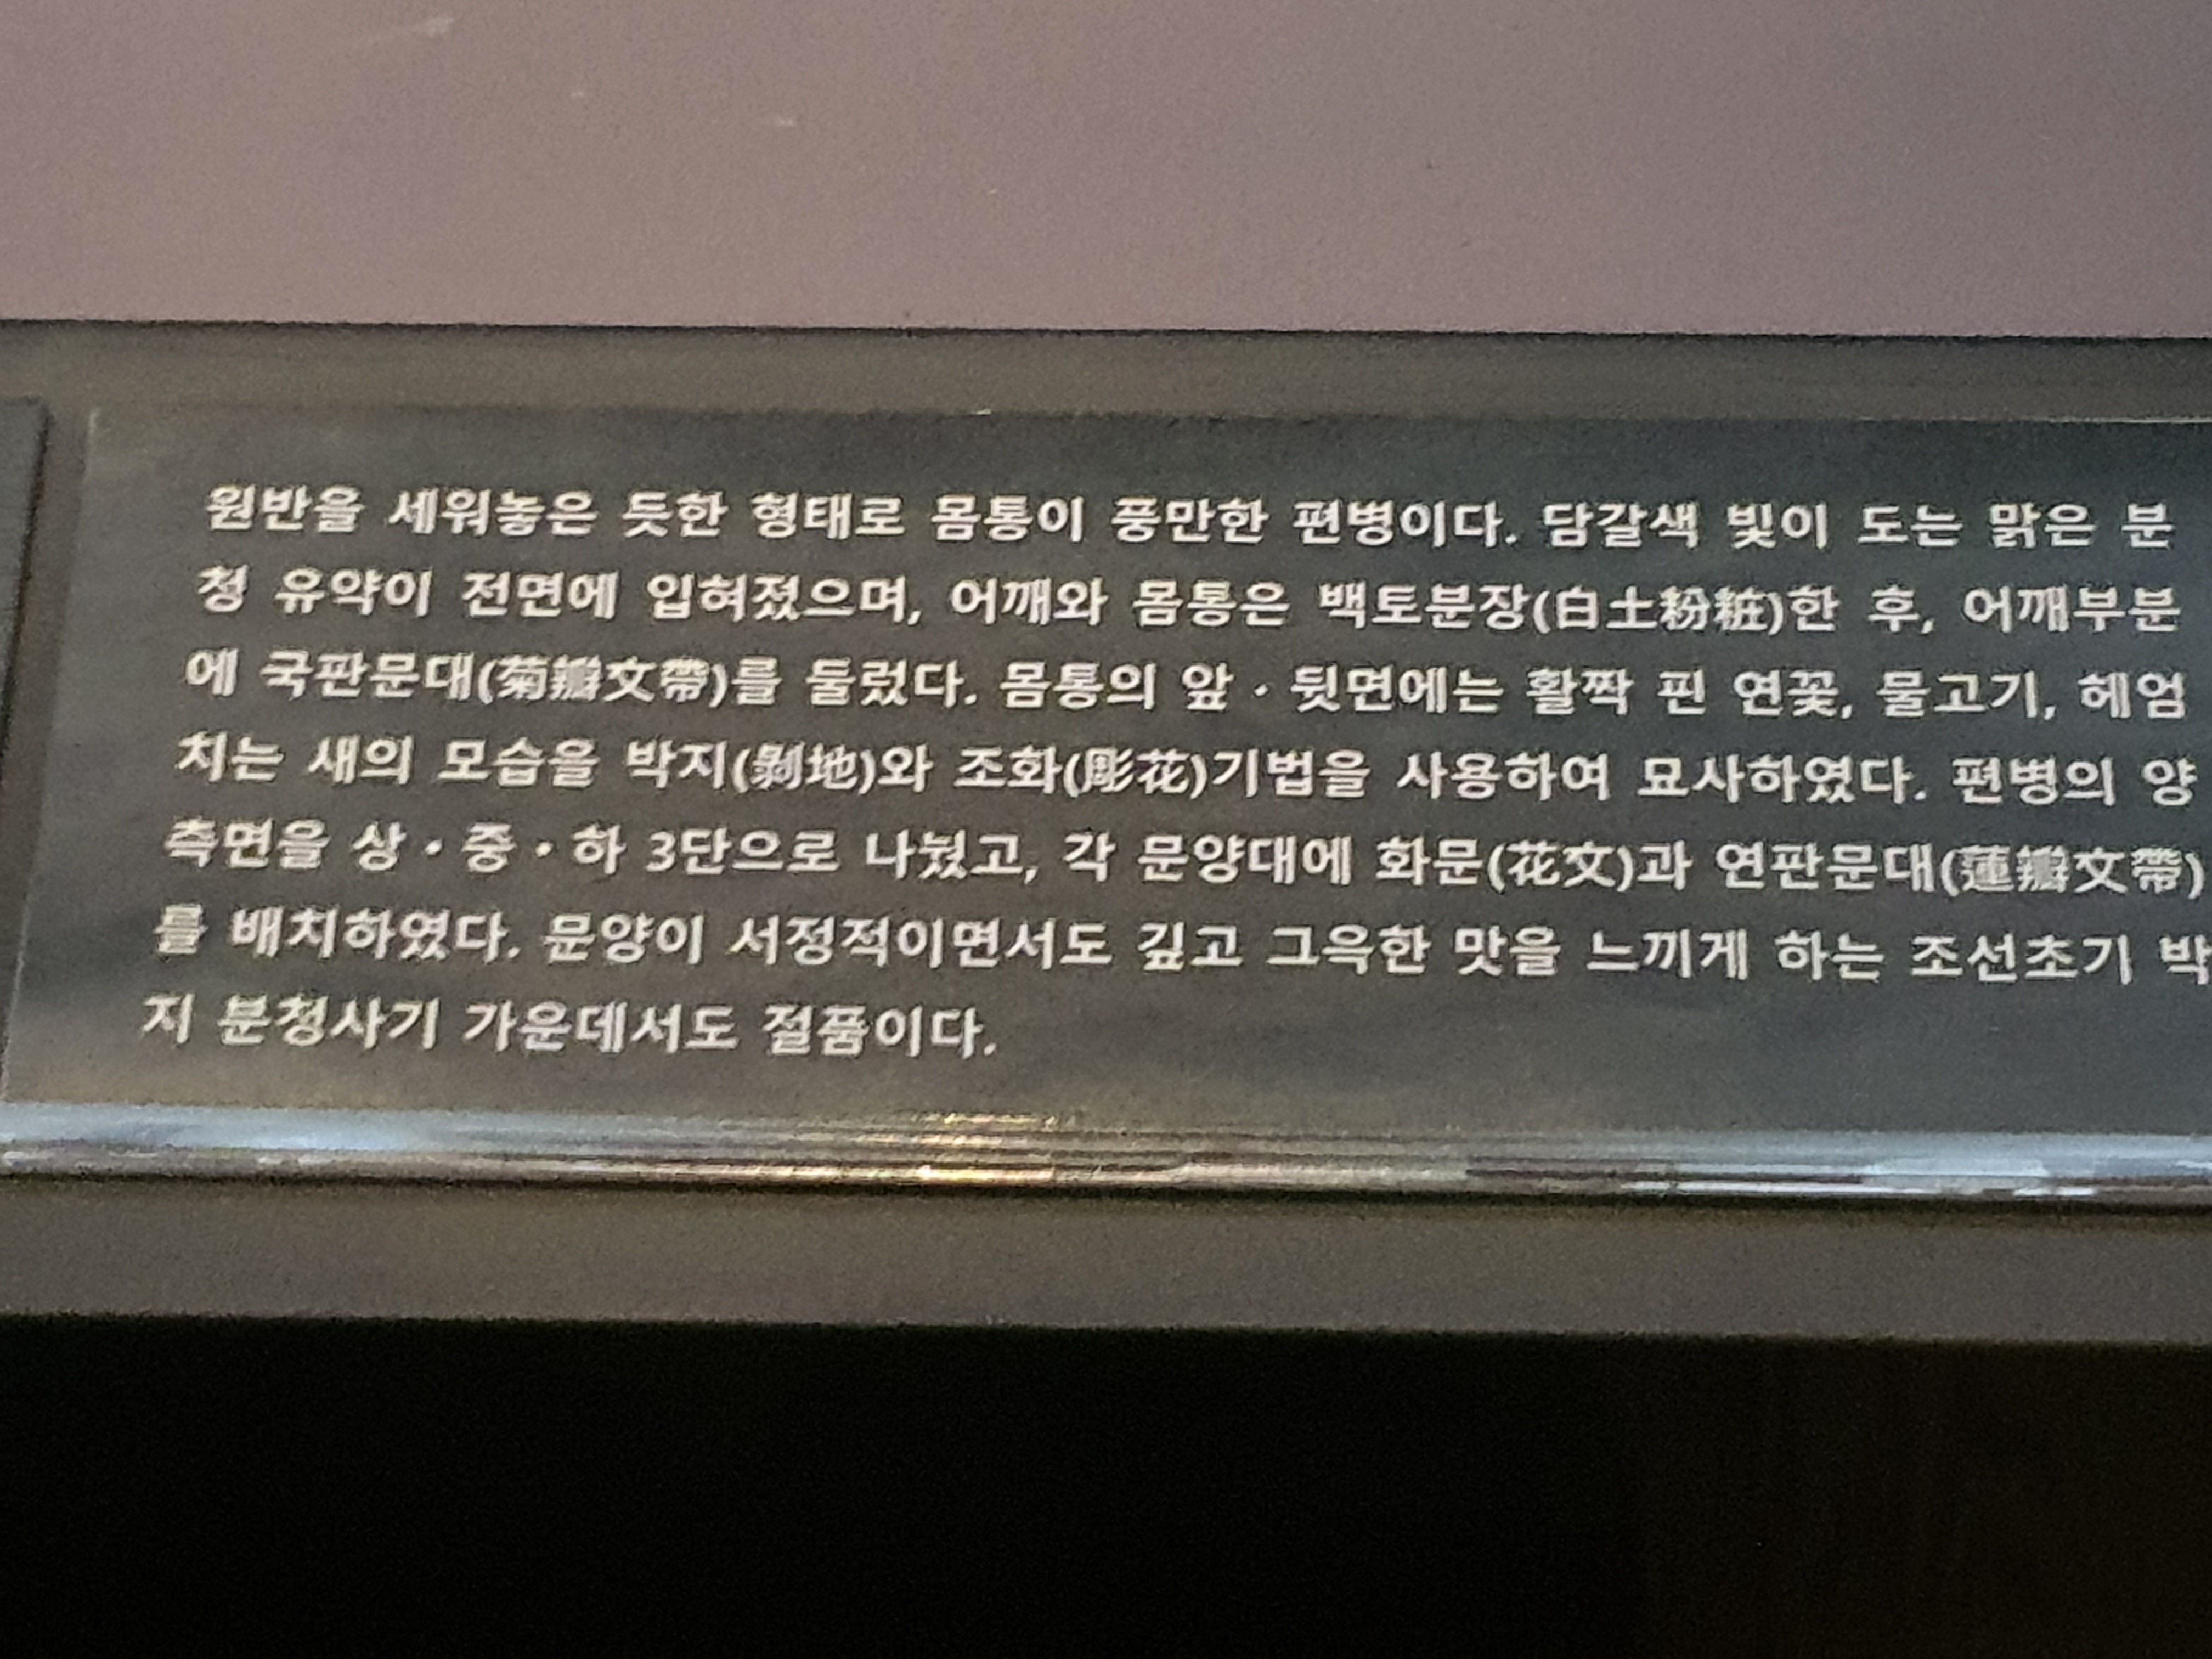 원반을 세워놓은 듯한 형태로 몸통이 풍만한 편병이다. 담갈색 빛이 도는 맑은 분
청 유약이 전면에 입혀졌으며, 어깨와 몸통은 백토분장(白土粉粧)한 후, 어깨부분
에 국판문대(菊瓣文帶)를 둘렀다. 몸통의 앞 · 뒷면에는 활짝 핀 연꽃, 물고기, 헤엄
치는 새의 모습을 박지(剝地)와 조화(彫花)기법을 사용하여 묘사하였다. 편병의 양
측면을 상 · 중 · 하 3단으로 나눴고, 각 문양대에 화문(花文)과 연판문대(蓮瓣文帶)
를 배치하였다. 문양이 서정적이면서도 깊고 그윽한 맛을 느끼게 하는 조선초기 박
지 분청사기 가운데서도 절품이다.